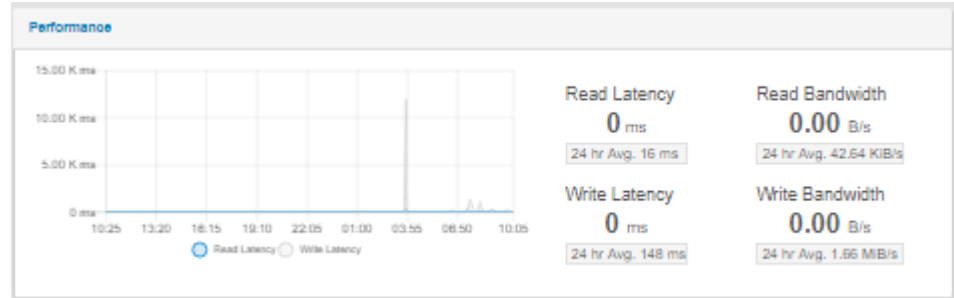 Performance
15.00 K ms
10.00 K ms
5.00 K ms
0 ms
10:25 13:20 16:15 19:10 22:05 01:00 03:55 06:50 10:05
Read Latency Write Latency
Read Latency
0 ms
24 hr Avg. 16 ms
Read Bandwidth
0.00 B/s
24 hr Avg. 42.64 KiB/s
Write Latency
0 ms
24 hr Avg. 148 ms
Write Bandwidth
0.00 B/s
24 hr Avg. 1.66 MiB/s